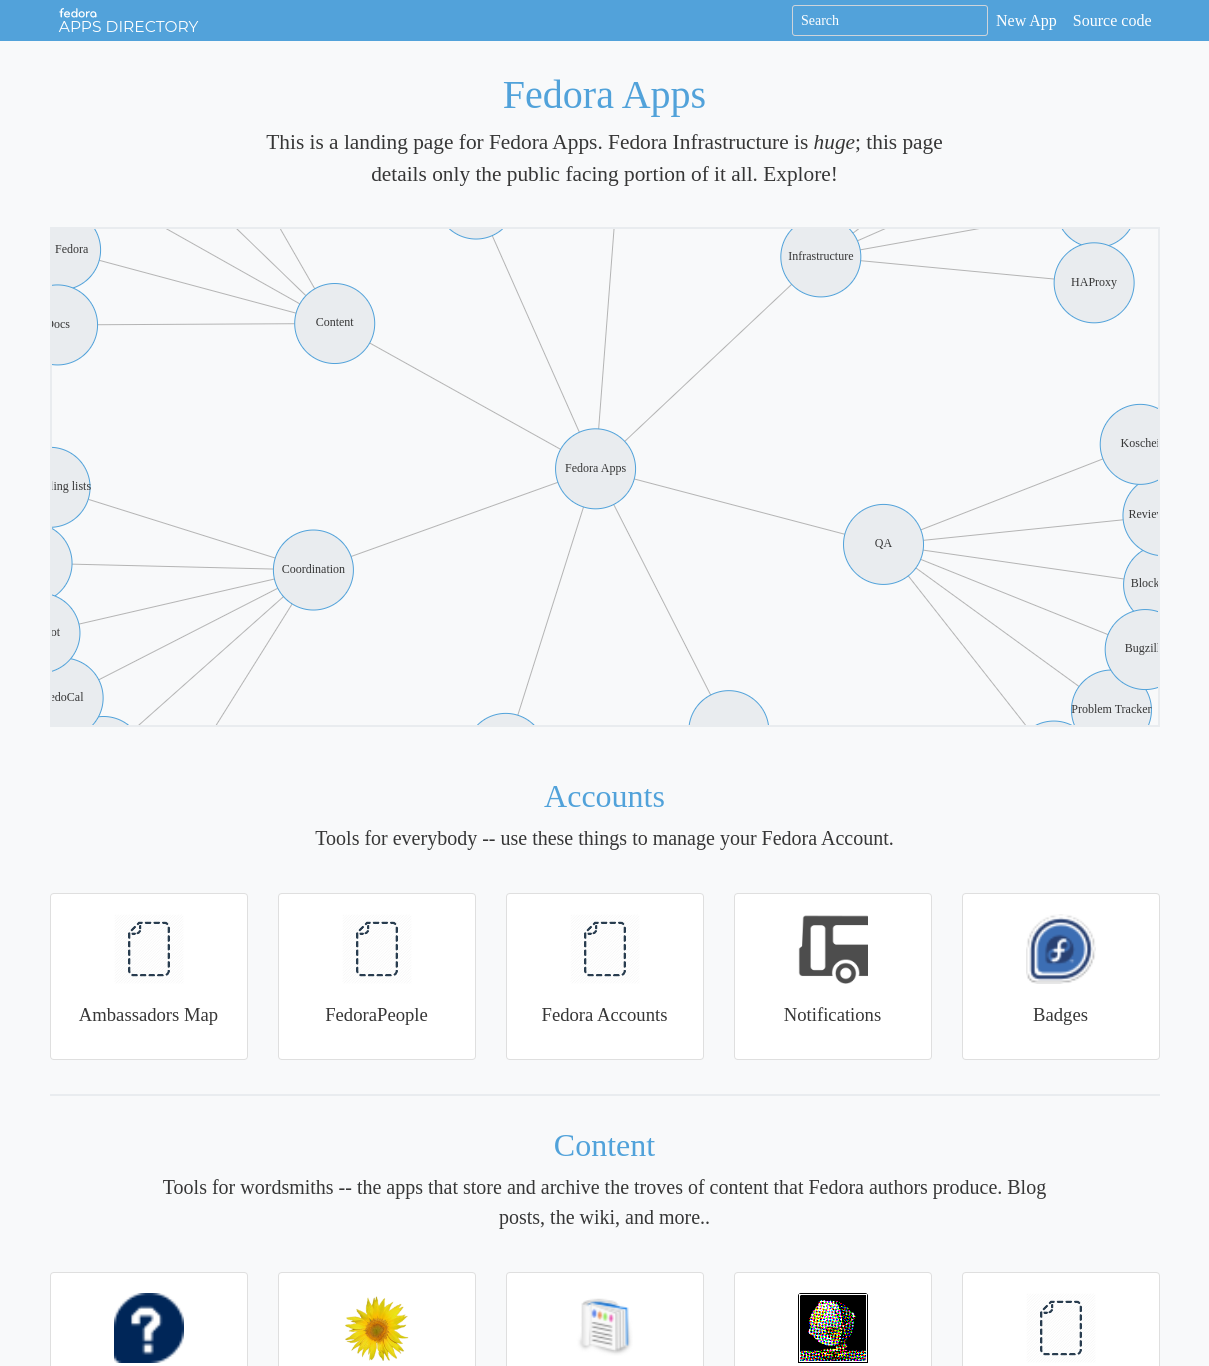 fedora
APPS DIRECTORY
Search
New App
Source code
Fedora Apps
This is a landing page for Fedora Apps. Fedora Infrastructure is huge; this page
details only the public facing portion of it all. Explore!
Fedora
Infrastructure
HAProxy
Content
Docs
Koschei
Fedora Apps
ling lists
Review
QA
Coordination
Block
ot
Bugzill
edoCal
Problem Tracker
Accounts
Tools for everybody -- use these things to manage your Fedora Account.
Ambassadors Map
FedoraPeople
Fedora Accounts
Notifications
Badges
Content
Tools for wordsmiths -- the apps that store and archive the troves of content that Fedora authors produce. Blog
posts, the wiki, and more..